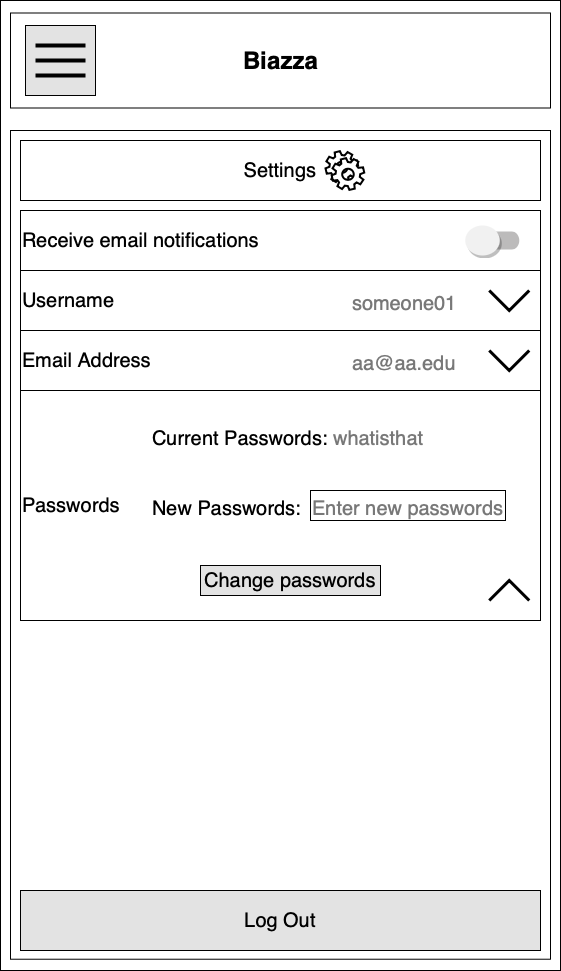 Biazza
Settings
Receive email notifications
Username someone01
Email Address aa@aa.edu
Current Passwords: whatisthat
Passwords New Passwords: Enter new passwords
Change passwords
Log Out